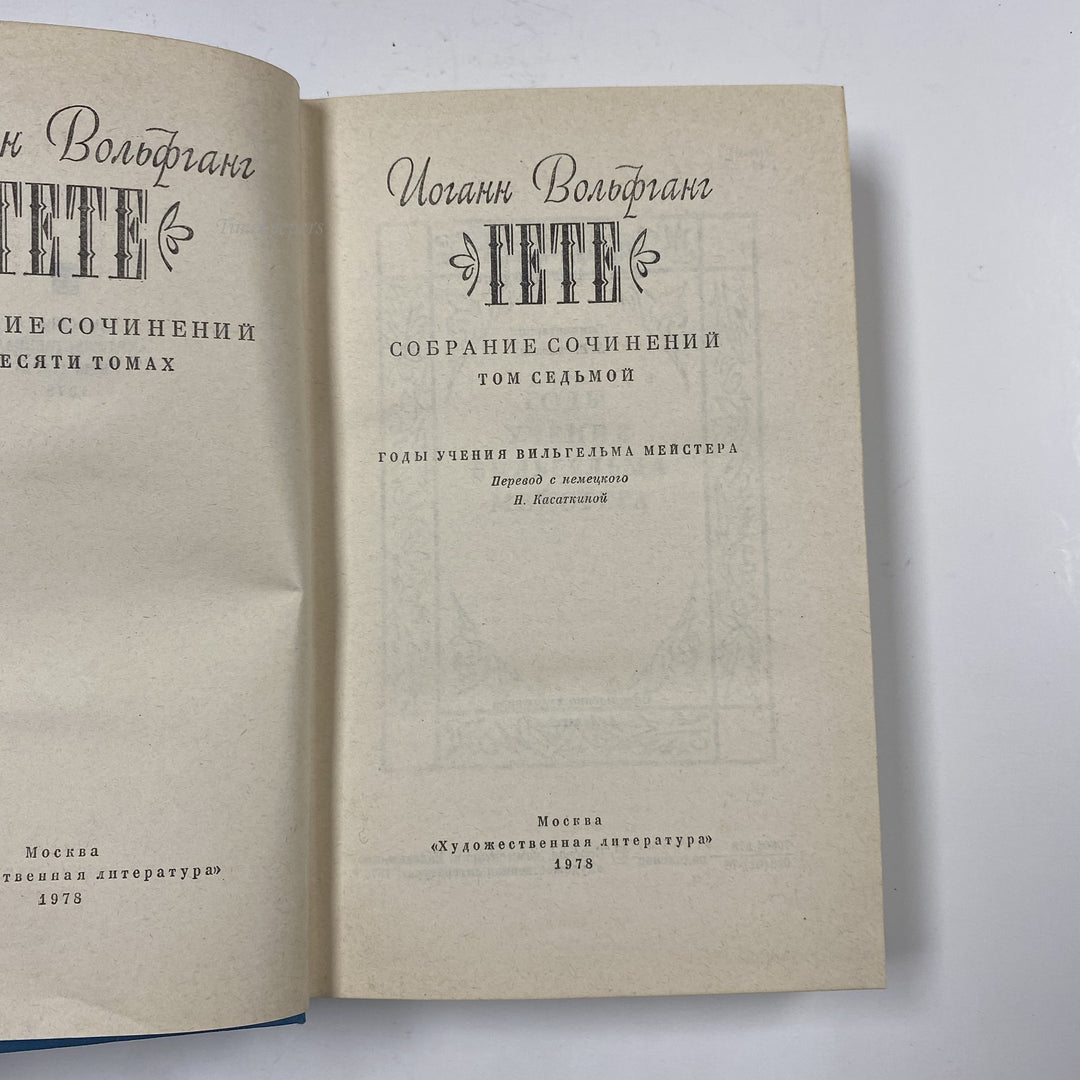 н Вольфганг
ГЕТЕ
ИЕ СОЧИНЕНИЙ
ЕСЯТИ ТОМАХ
Москва
ственная литература»
1978
Иоганн Вольфганг
ГЕТЕ
СОБРАНИЕ СОЧИНЕНИЙ
ТОМ СЕДЬМОЙ
ГОДЫ УЧЕНИЯ ВИЛЬГЕЛЬМА МЕЙСТЕРА
Перевод с немецкого
Н. Касаткиной
Москва
«Художественная литература»
1978